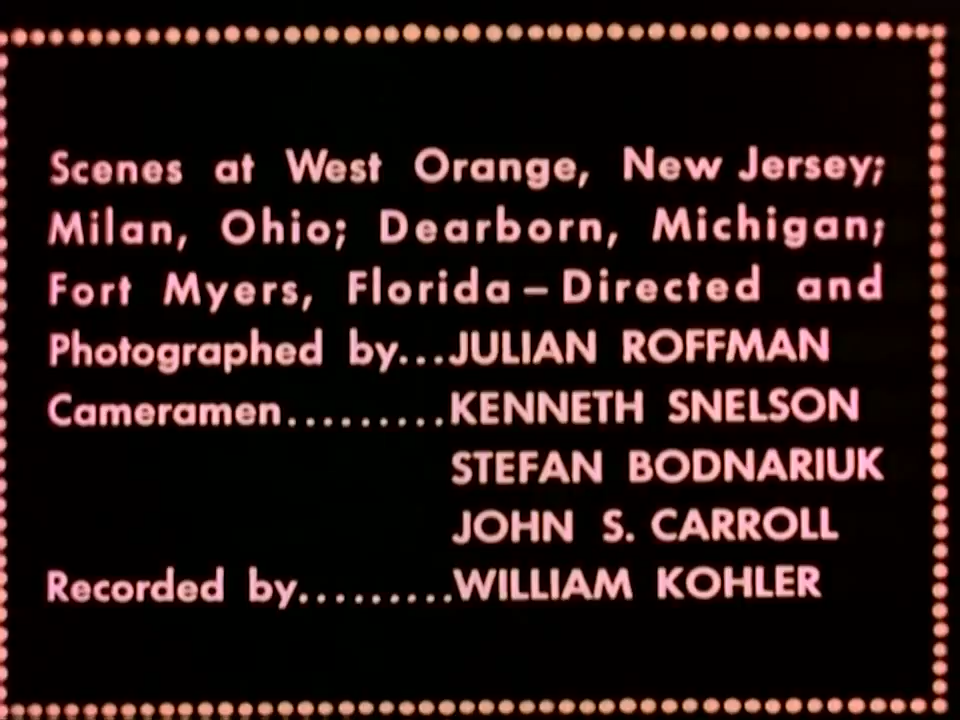 Scenes at West Orange, New Jersey;
Milan, Ohio; Dearborn, Michigan;
Fort Myers, Florida – Directed and
Photographed by...JULIAN ROFFMAN
Cameramen.........KENNETH SNELSON
STEFAN BODNARIUK
JOHN S. CARROLL
Recorded by.........WILLIAM KOHLER